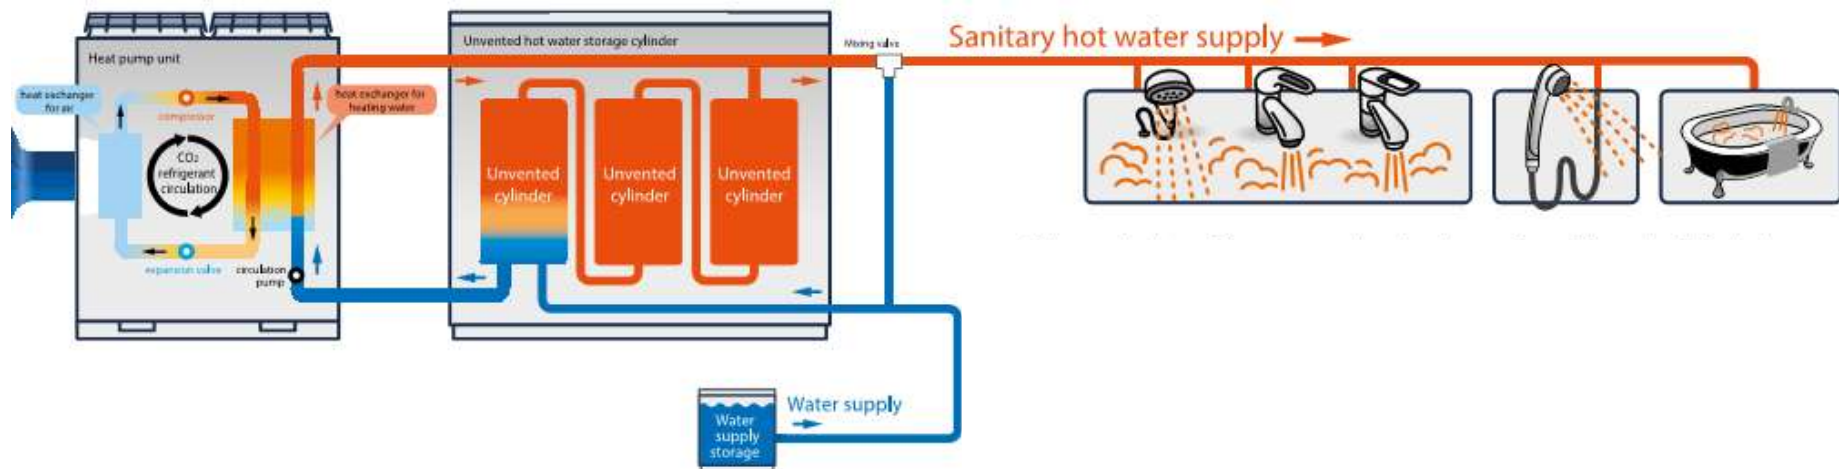 Heat pump unit
heat exchanger
for air
compressor
heat exchanger for
heating water
CO₂
refrigerant
circulation
expansion valve
circulation
pump
Unvented hot water storage cylinder
Unvented
cylinder
Unvented
cylinder
Unvented
cylinder
Mixing valve
Sanitary hot water supply
Water supply
Water
supply
storage